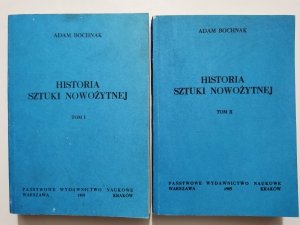 ADAM BOCHNAK
HISTORIA
SZTUKI NOWOŻYTNEJ
TOM I
PAŃSTWOWE WYDAWNICTWO NAUKOWE
WARSZAWA 1985 KRAKÓW
ADAM BOCHNAK
HISTORIA
SZTUKI NOWOŻYTNEJ
TOM II
PAŃSTWOWE WYDAWNICTWO NAUKOWE
WARSZAWA 1985 KRAKÓW